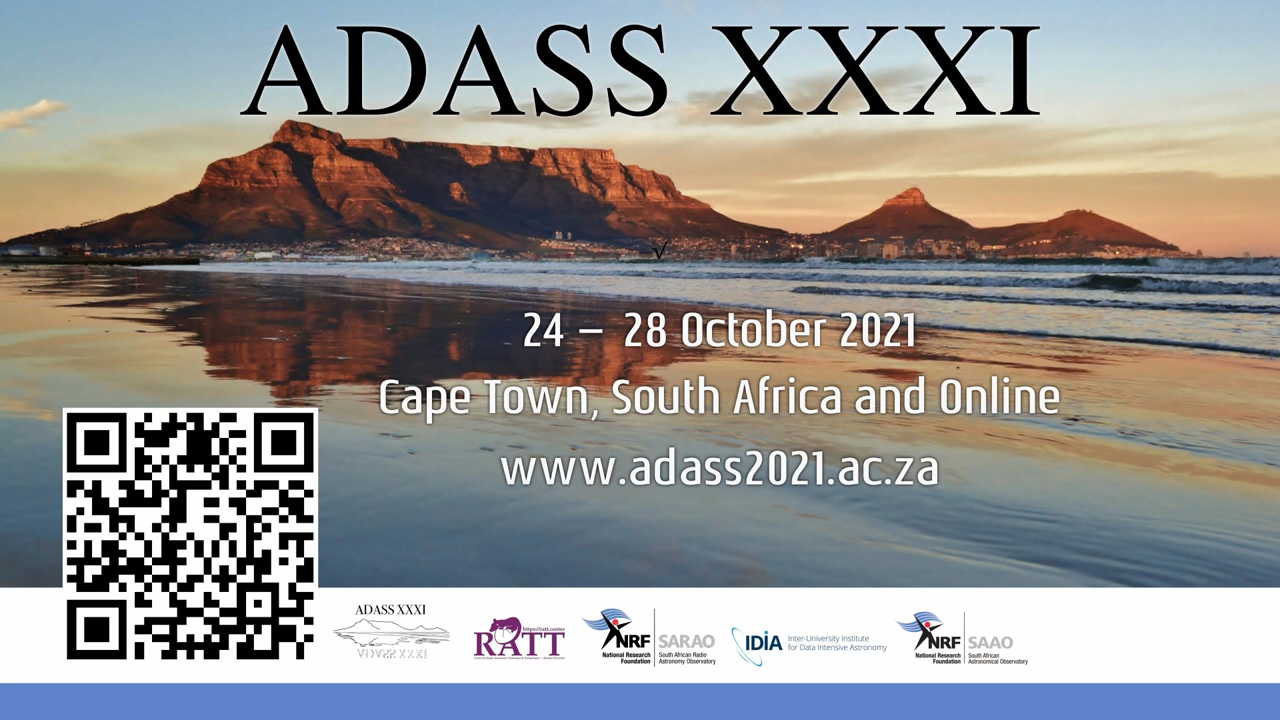 ADASS XXXI
√
24 – 28 October 2021
Cape Town, South Africa and Online
www.adass2021.ac.za
ADASS XXXI
ADASS XXXI
https://ratt.center
RATT
NRF
National Research
Foundation
SARAO
South African Radio
Astronomy Observatory
IDIA
Inter-University Institute
for Data Intensive Astronomy
NRF
National Research
Foundation
SAAO
South African
Astronomical Observatory